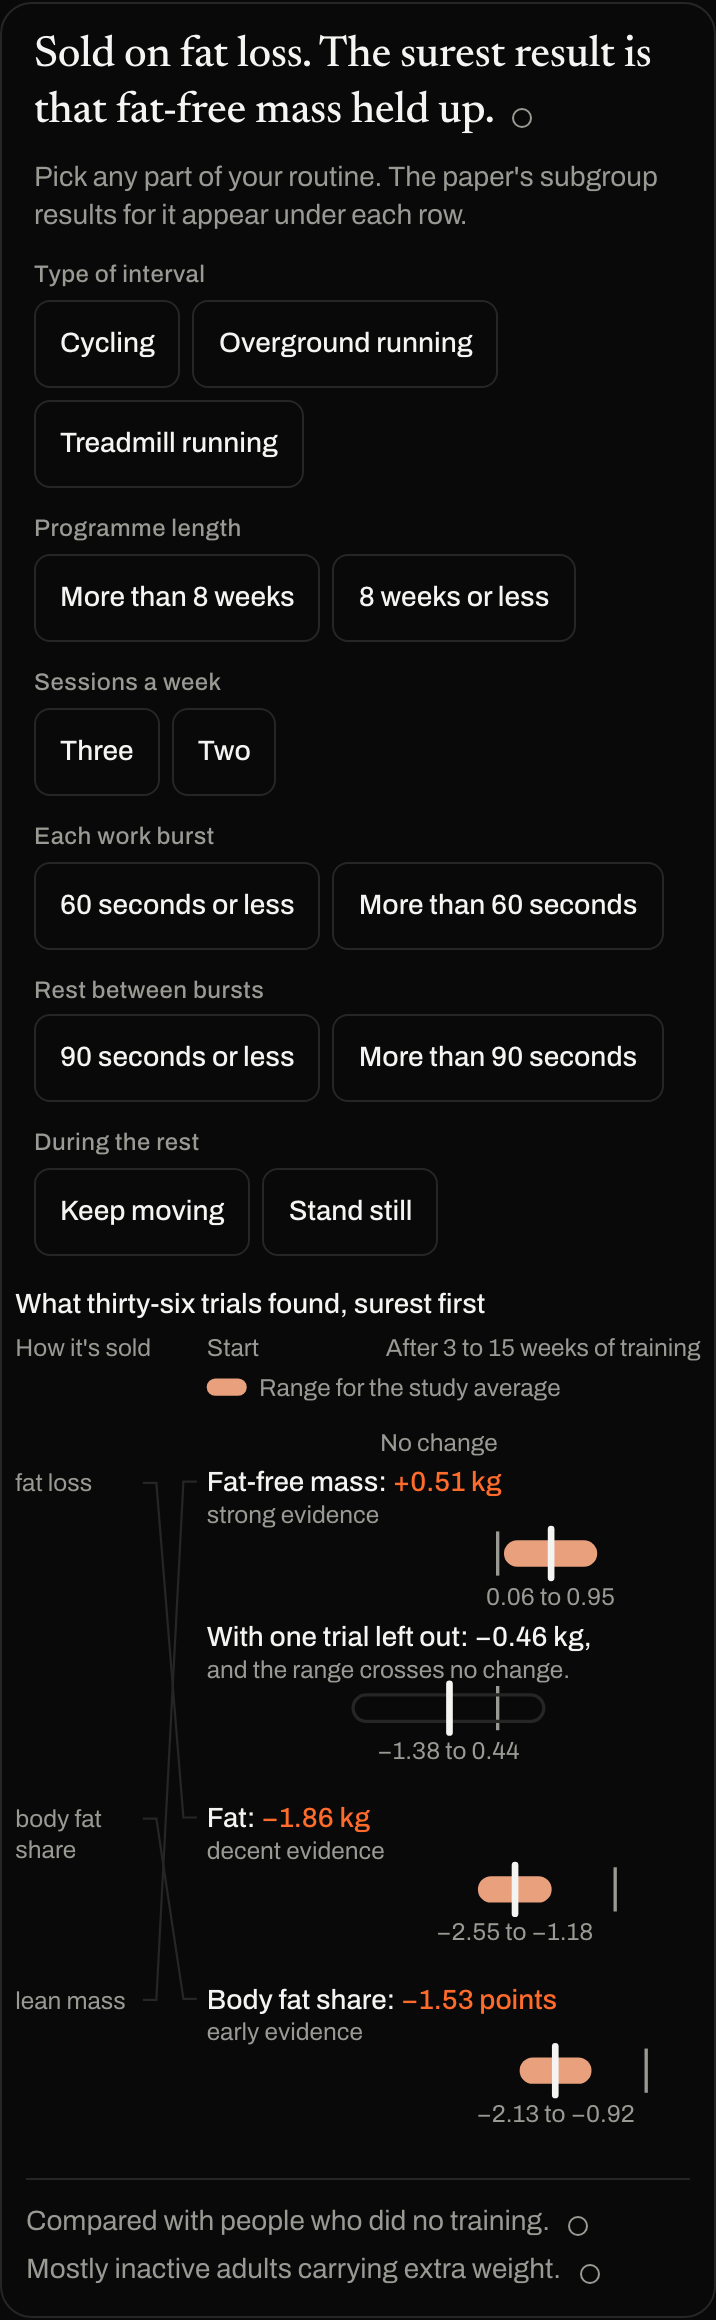 Sold on fat loss. The surest result is
that fat-free mass held up.
Pick any part of your routine. The paper's subgroup
results for it appear under each row.
Type of interval
Cycling
Overground running
Treadmill running
Programme length
More than 8 weeks
8 weeks or less
Sessions a week
Three
Two
Each work burst
60 seconds or less
More than 60 seconds
Rest between bursts
90 seconds or less
More than 90 seconds
During the rest
Keep moving
Stand still
What thirty-six trials found, surest first
How it's sold
Start
After 3 to 15 weeks of training
Range for the study average
No change
fat loss
Fat-free mass: +0.51 kg
strong evidence
0.06 to 0.95
With one trial left out: −0.46 kg,
and the range crosses no change.
−1.38 to 0.44
body fat
share
Fat: −1.86 kg
decent evidence
−2.55 to −1.18
lean mass
Body fat share: −1.53 points
early evidence
−2.13 to −0.92
Compared with people who did no training.
Mostly inactive adults carrying extra weight.